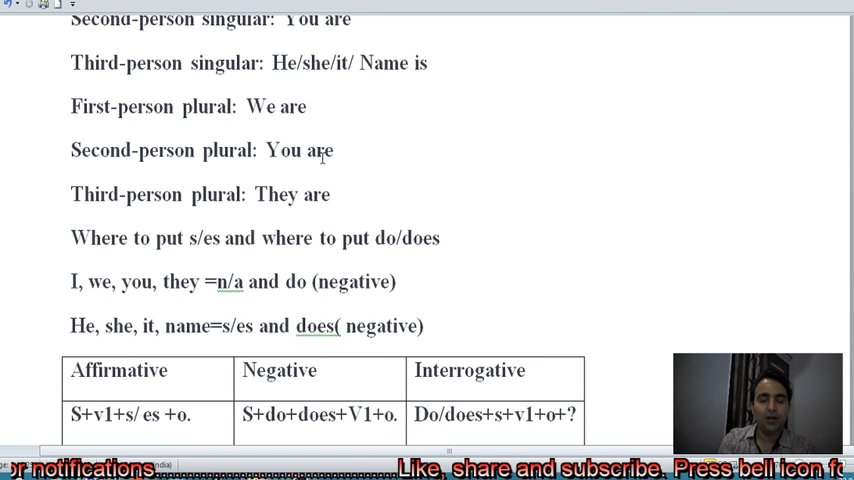 Second-person singular: You are
Third-person singular: He/she/it/ Name is
First-person plural: We are
Second-person plural: You are
Third-person plural: They are
Where to put s/es and where to put do/does
I, we, you, they =n/a and do (negative)
He, she, it, name=s/es and does( negative)
Affirmative Negative Interrogative
S+v1+s/ es +o. S+do+does+V1+o. Do/does+s+v1+o+?
or notifications.......................................................Like, share and subscribe. Press bell icon fo